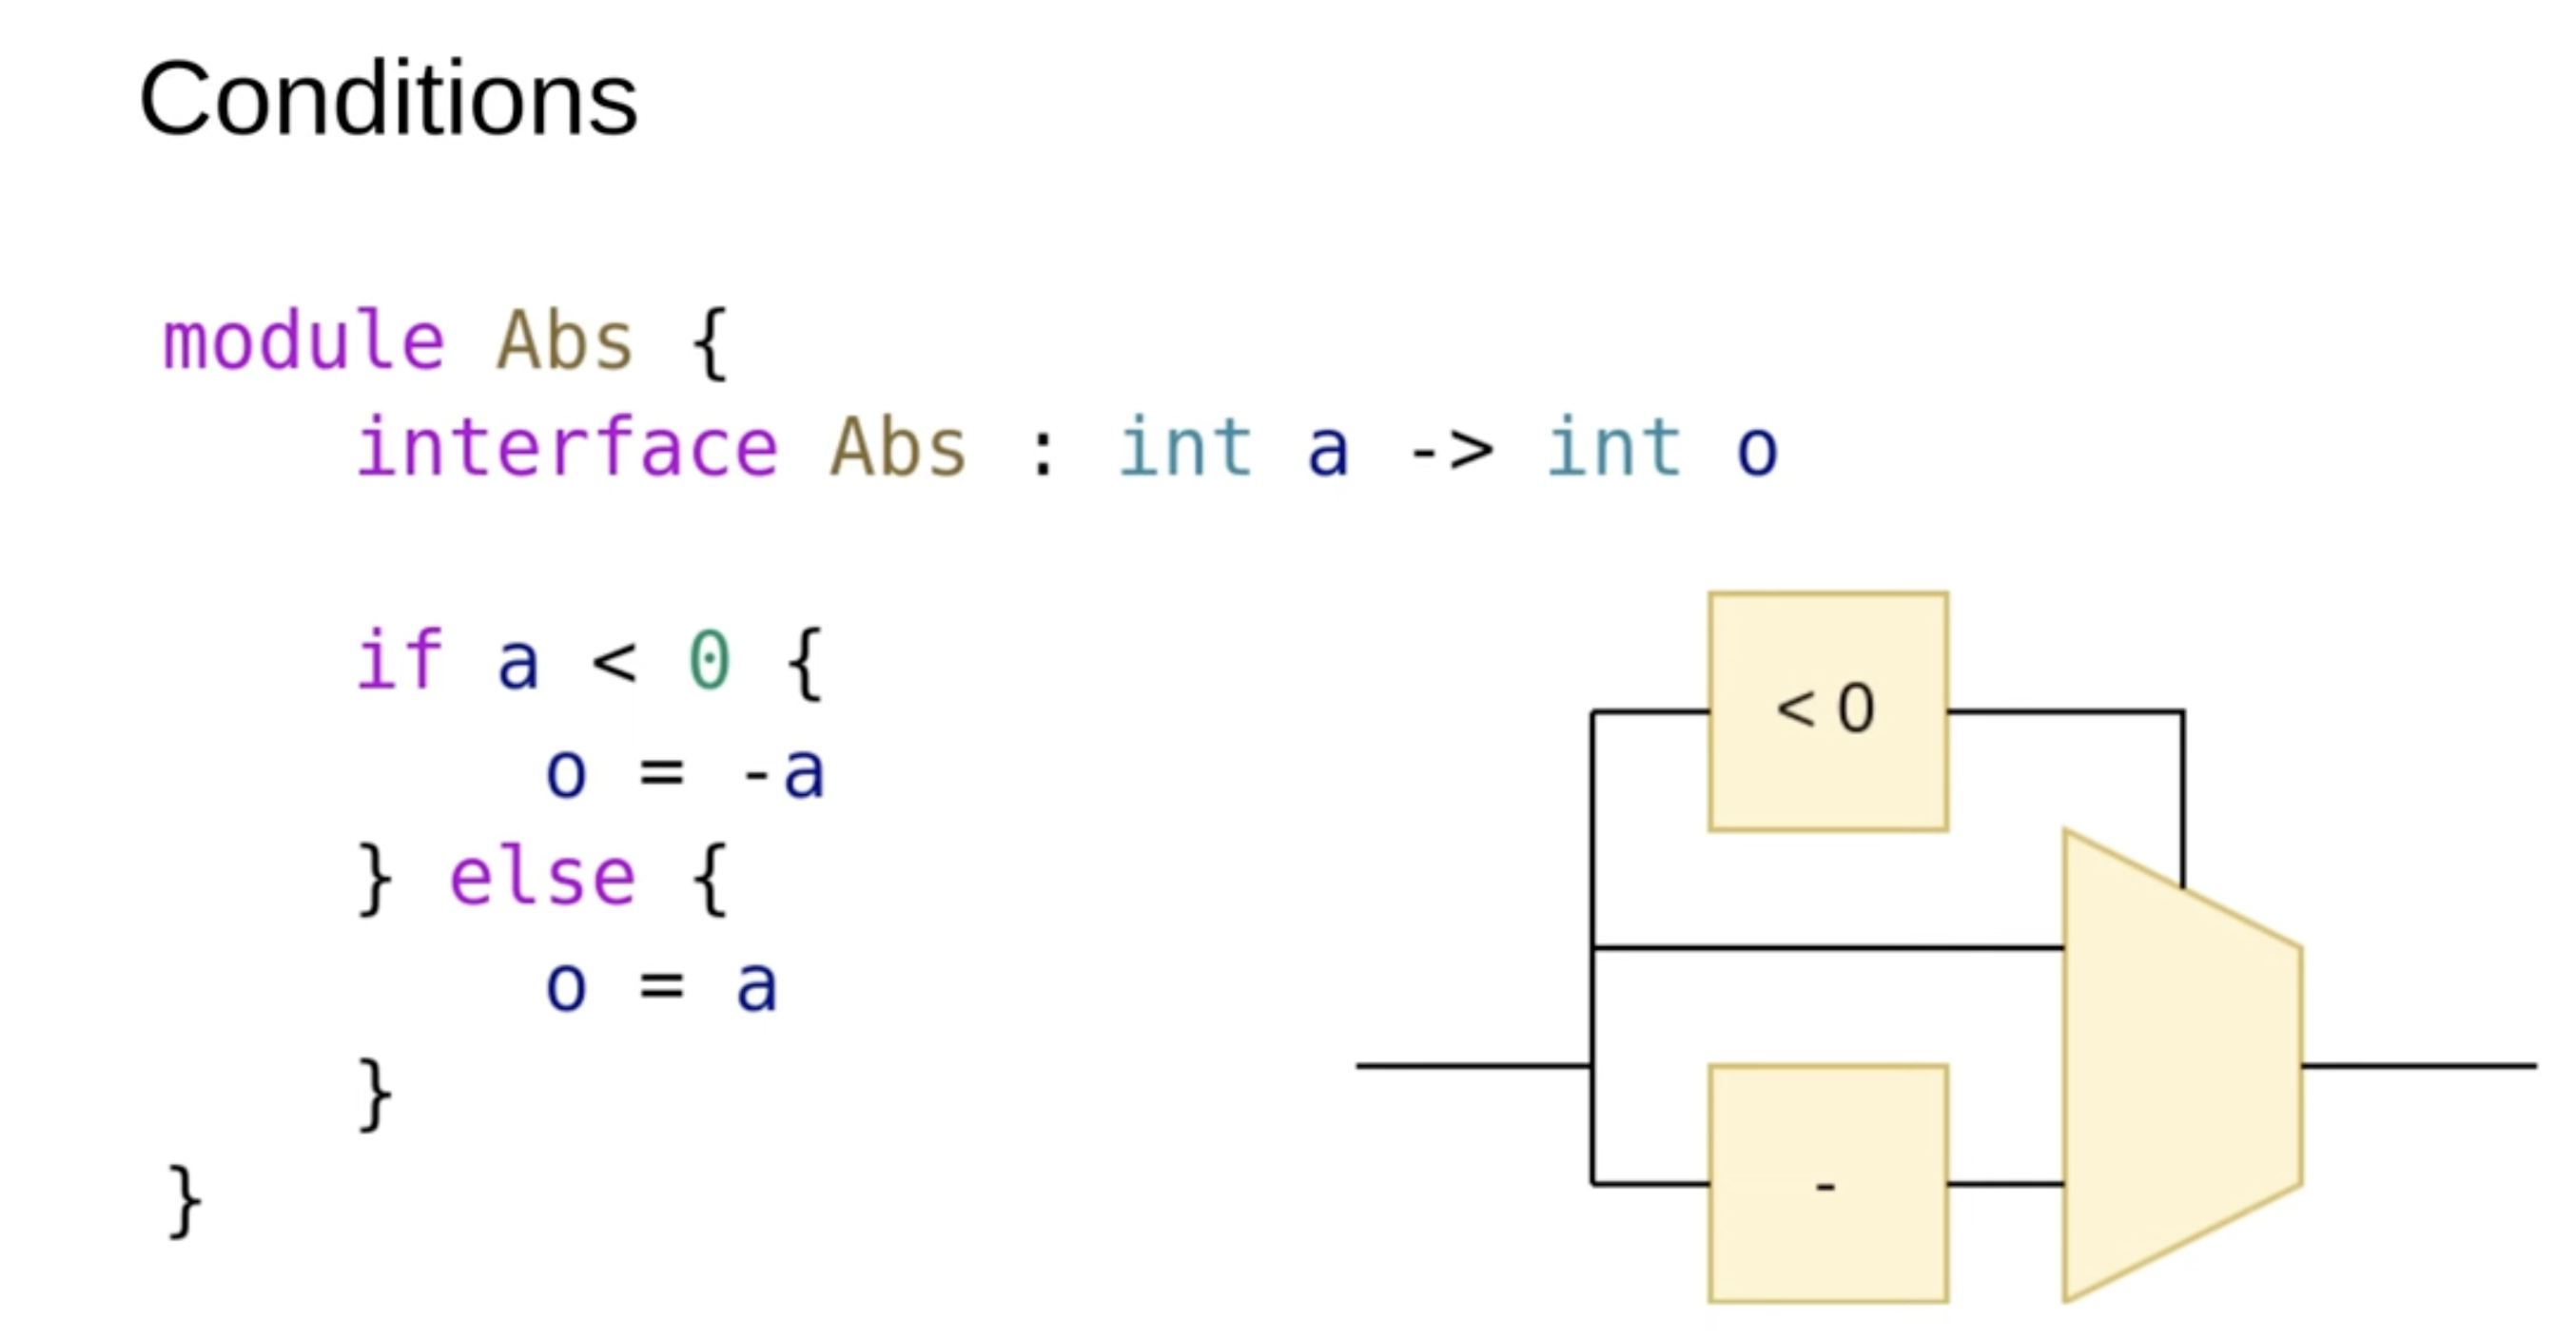 Conditions
module Abs {
    interface Abs : int a -> int o
    if a < 0 {
        o = -a
    } else {
        o = a
    }
}
< 0
-